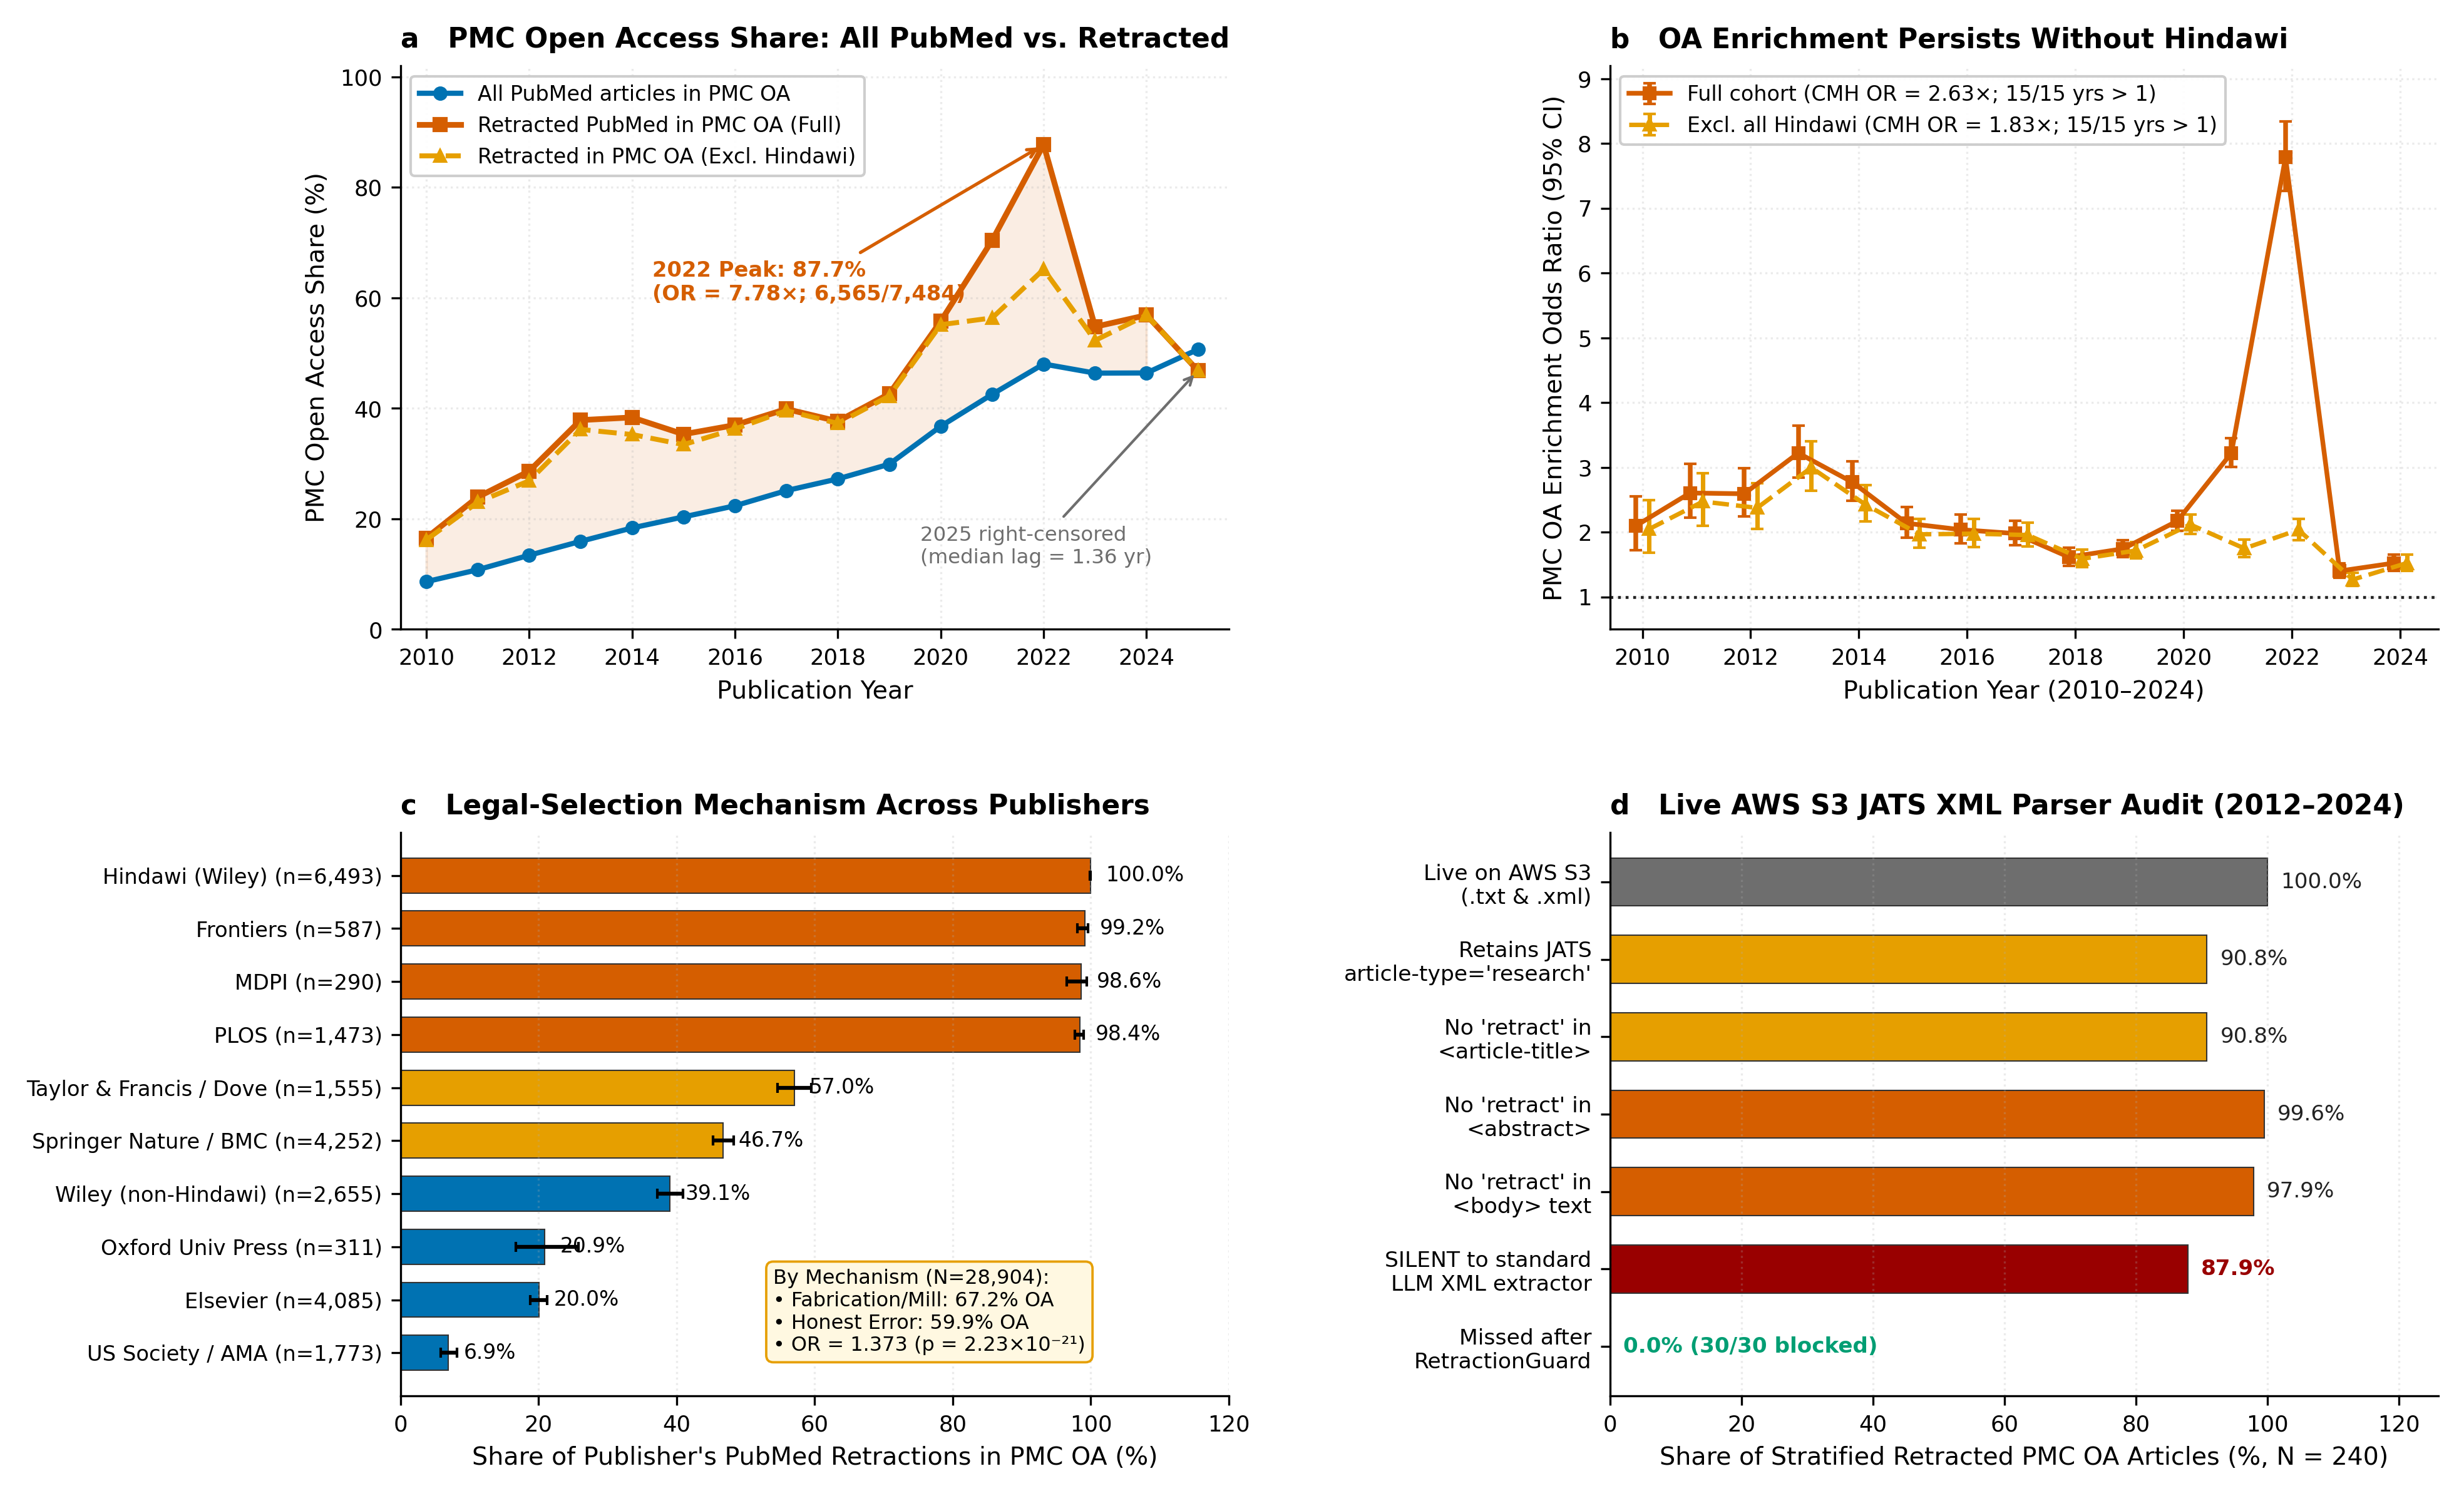 a PMC Open Access Share: All PubMed vs. Retracted
PMC Open Access Share (%)
100
80
60
40
20
0
All PubMed articles in PMC OA
Retracted PubMed in PMC OA (Full)
Retracted in PMC OA (Excl. Hindawi)
2022 Peak: 87.7%
(OR = 7.78×; 6,565/7,484)
2025 right-censored
(median lag = 1.36 yr)
2010 2012 2014 2016 2018 2020 2022 2024
Publication Year
b OA Enrichment Persists Without Hindawi
PMC OA Enrichment Odds Ratio (95% CI)
9
8
7
6
5
4
3
2
1
Full cohort (CMH OR = 2.63×; 15/15 yrs > 1)
Excl. all Hindawi (CMH OR = 1.83×; 15/15 yrs > 1)
2010 2012 2014 2016 2018 2020 2022 2024
Publication Year (2010–2024)
c Legal-Selection Mechanism Across Publishers
Hindawi (Wiley) (n=6,493) 100.0%
Frontiers (n=587) 99.2%
MDPI (n=290) 98.6%
PLOS (n=1,473) 98.4%
Taylor & Francis / Dove (n=1,555) 57.0%
Springer Nature / BMC (n=4,252) 46.7%
Wiley (non-Hindawi) (n=2,655) 39.1%
Oxford Univ Press (n=311) 20.9%
Elsevier (n=4,085) 20.0%
US Society / AMA (n=1,773) 6.9%
By Mechanism (N=28,904):
• Fabrication/Mill: 67.2% OA
• Honest Error: 59.9% OA
• OR = 1.373 (p = 2.23×10⁻²¹)
0 20 40 60 80 100 120
Share of Publisher's PubMed Retractions in PMC OA (%)
d Live AWS S3 JATS XML Parser Audit (2012–2024)
Live on AWS S3
(.txt & .xml)
100.0%
Retains JATS
article-type='research'
90.8%
No 'retract' in
<article-title>
90.8%
No 'retract' in
<abstract>
99.6%
No 'retract' in
<body> text
97.9%
SILENT to standard
LLM XML extractor
87.9%
Missed after
RetractionGuard
0.0% (30/30 blocked)
0 20 40 60 80 100 120
Share of Stratified Retracted PMC OA Articles (%, N = 240)